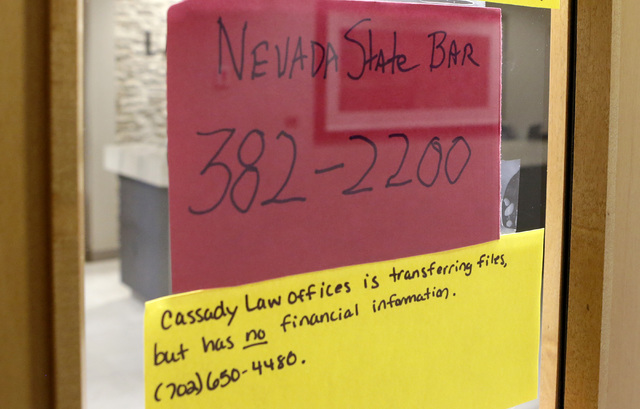 NEVADA State BAR
382-2200
Cassady Law offices is transferring files,
but has no financial information.
(702) 650-4480.